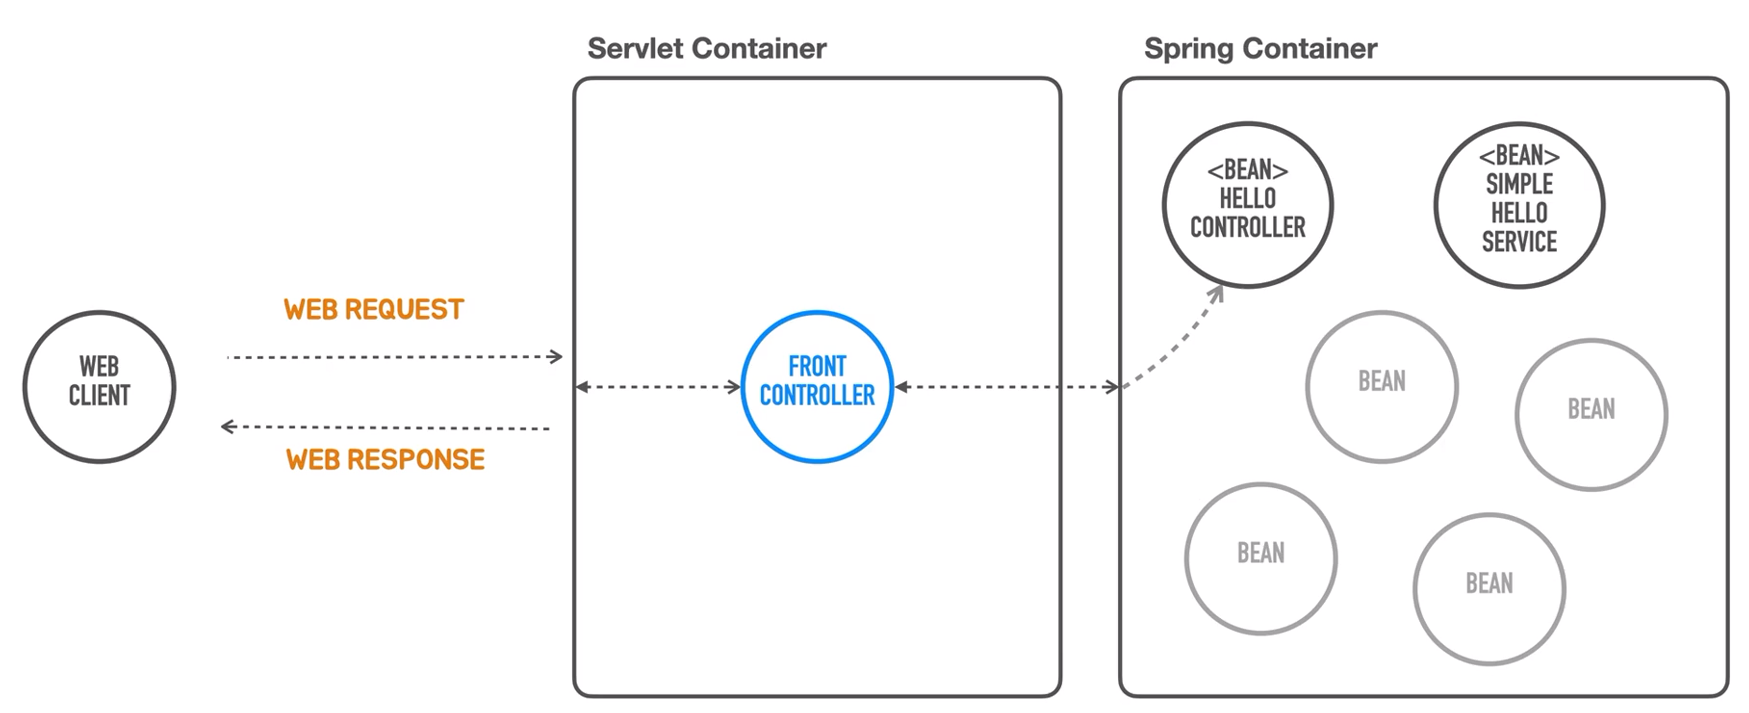 Servlet Container
Spring Container
<BEAN>
HELLO
CONTROLLER
<BEAN>
SIMPLE
HELLO
SERVICE
WEB REQUEST
WEB
CLIENT
FRONT
CONTROLLER
BEAN
BEAN
WEB RESPONSE
BEAN
BEAN